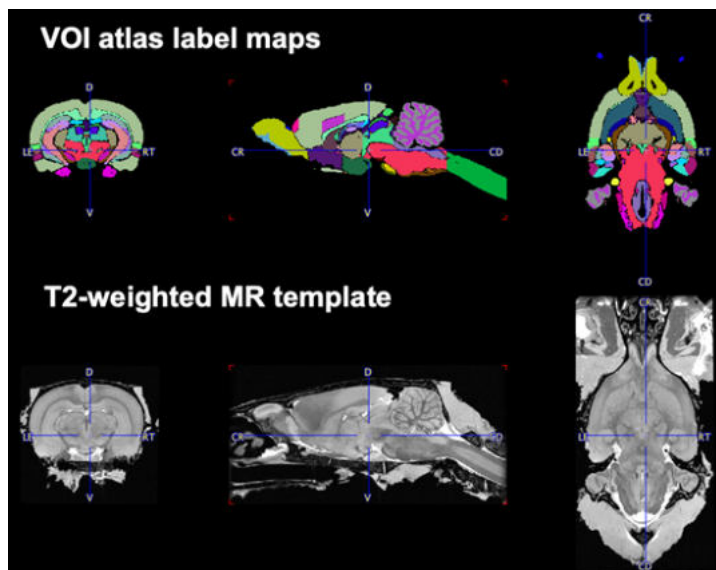 VOI atlas label maps
CR
D
D
LE
RT
CR
CD
LE
RT
V
V
CD
T2-weighted MR template
CR
D
D
LE
RT
CR
CD
LE
RT
V
V
CD